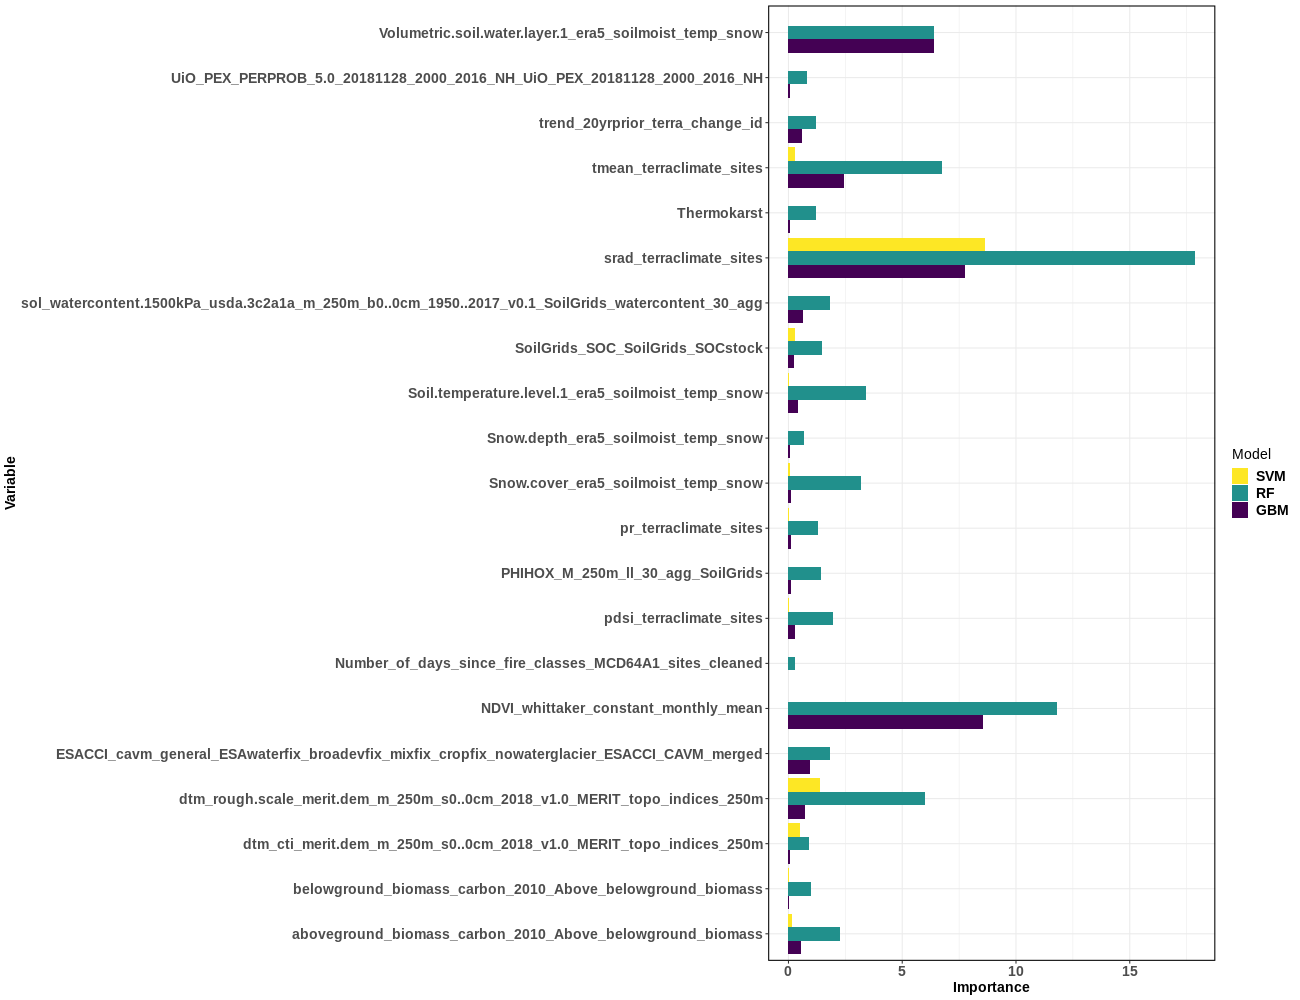 Volumetric.soil.water.layer.1_era5_soilmoist_temp_snow
UiO_PEX_PERPROB_5.0_20181128_2000_2016_NH_UiO_PEX_20181128_2000_2016_NH
trend_20yrprior_terra_change_id
tmean_terraclimate_sites
Thermokarst
srad_terraclimate_sites
sol_watercontent.1500kPa_usda.3c2a1a_m_250m_b0..0cm_1950..2017_v0.1_SoilGrids_watercontent_30_agg
SoilGrids_SOC_SoilGrids_SOCstock
Soil.temperature.level.1_era5_soilmoist_temp_snow
Snow.depth_era5_soilmoist_temp_snow
Snow.cover_era5_soilmoist_temp_snow
pr_terraclimate_sites
PHIHOX_M_250m_ll_30_agg_SoilGrids
pdsi_terraclimate_sites
Number_of_days_since_fire_classes_MCD64A1_sites_cleaned
NDVI_whittaker_constant_monthly_mean
ESACCI_cavm_general_ESAwaterfix_broadevfix_mixfix_cropfix_nowaterglacier_ESACCI_CAVM_merged
dtm_rough.scale_merit.dem_m_250m_s0..0cm_2018_v1.0_MERIT_topo_indices_250m
dtm_cti_merit.dem_m_250m_s0..0cm_2018_v1.0_MERIT_topo_indices_250m
belowground_biomass_carbon_2010_Above_belowground_biomass
aboveground_biomass_carbon_2010_Above_belowground_biomass
Variable
0 5 10 15
Importance
Model
SVM
RF
GBM